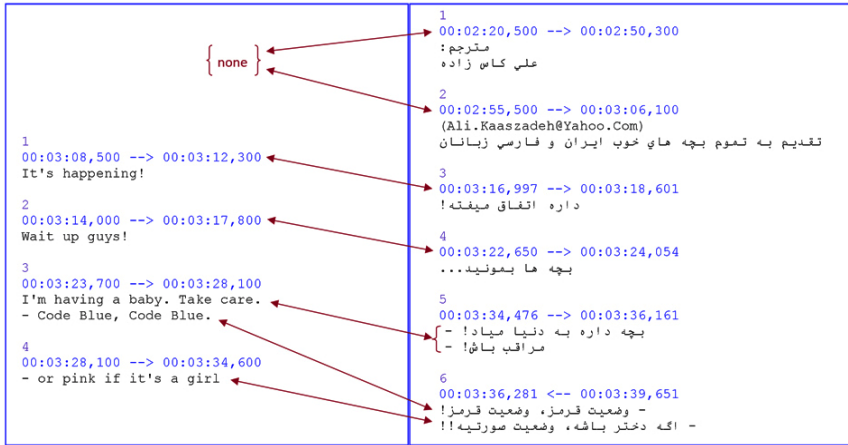 { none }
1
00:03:08,500 --> 00:03:12,300
It's happening!
2
00:03:14,000 --> 00:03:17,800
Wait up guys!
3
00:03:23,700 --> 00:03:28,100
I'm having a baby. Take care.
- Code Blue, Code Blue.
4
00:03:28,100 --> 00:03:34,600
- or pink if it's a girl
1
00:02:20,500 --> 00:02:50,300
مترجم:
علي كاس زاده
2
00:02:55,500 --> 00:03:06,100
(Ali.Kaaszadeh@Yahoo.Com)
تقديم به تموم بچه هاي خوب ايران و فارسي زبانان
3
00:03:16,997 --> 00:03:18,601
داره اتفاق ميفته!
4
00:03:22,650 --> 00:03:24,054
بچه ها بمونيد...
5
00:03:34,476 --> 00:03:36,161
بچه داره به دنيا مياد! -
مراقب باش! -
6
00:03:36,281 <-- 00:03:39,651
- وضعيت قرمز، وضعيت قرمز!
- اگه دختر باشه، وضعيت صورتيه!!